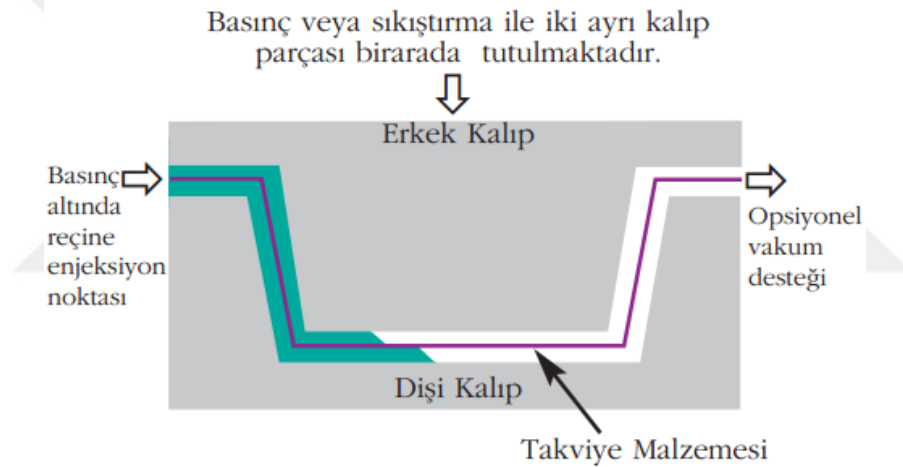 Basınç veya sıkıştırma ile iki ayrı kalıp
parçası birarada tutulmaktadır.
Erkek Kalıp
Basınç
altında
reçine
enjeksiyon
noktası
Opsiyonel
vakum
desteği
Dişi Kalıp
Takviye Malzemesi